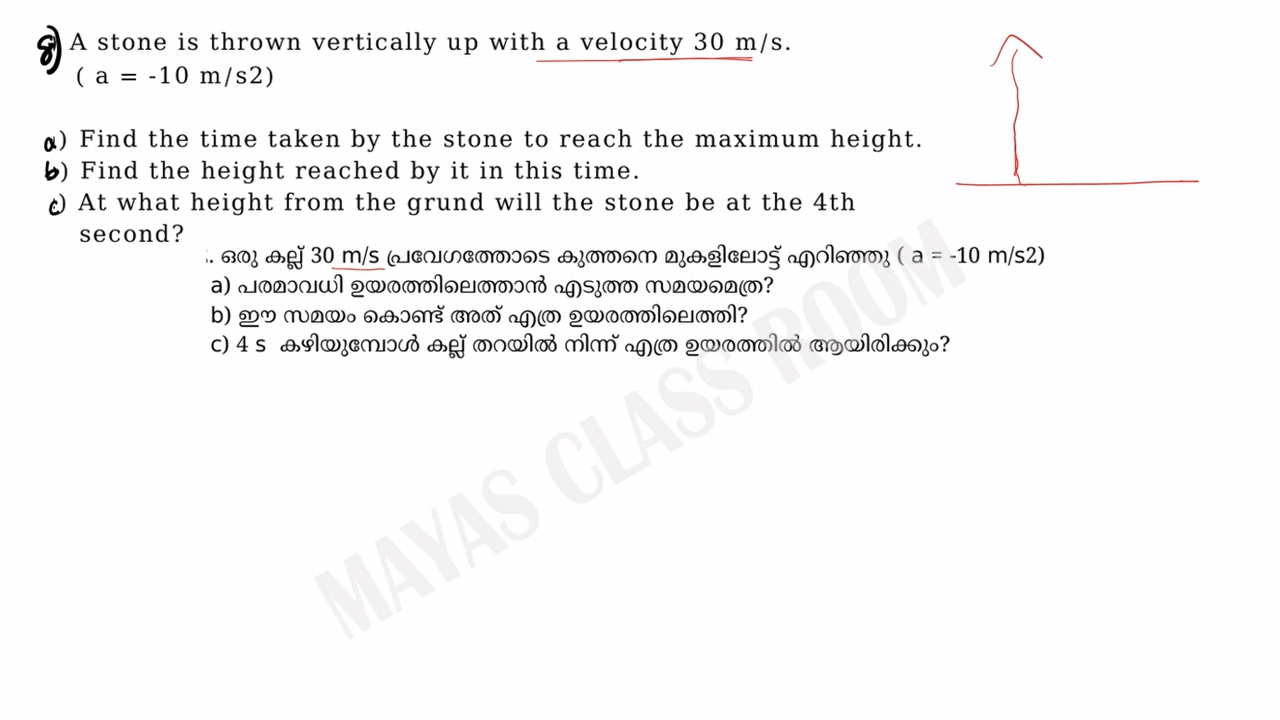 8) A stone is thrown vertically up with a velocity 30 m/s.
( a = -10 m/s2)
a) Find the time taken by the stone to reach the maximum height.
b) Find the height reached by it in this time.
c) At what height from the grund will the stone be at the 4th
second?
. ഒരു കല്ല് 30 m/s പ്രവേഗത്തോടെ കുത്തനെ മുകളിലോട്ട് എറിഞ്ഞു ( a = -10 m/s2)
a) പരമാവധി ഉയരത്തിലെത്താൻ എടുത്ത സമയമെത്ര?
b) ഈ സമയം കൊണ്ട് അത് എത്ര ഉയരത്തിലെത്തി?
c) 4 s കഴിയുമ്പോൾ കല്ല് തറയിൽ നിന്ന് എത്ര ഉയരത്തിൽ ആയിരിക്കും?
MAYAS CLASS ROOM